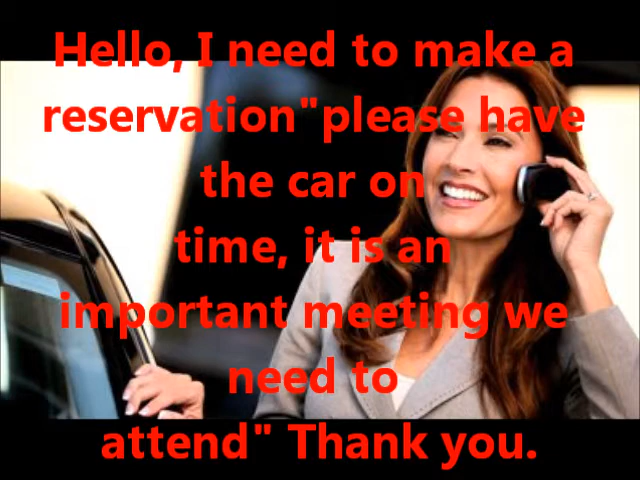 Hello, I need to make a
reservation"please have
the car on
time, it is an
important meeting we
need to
attend" Thank you.